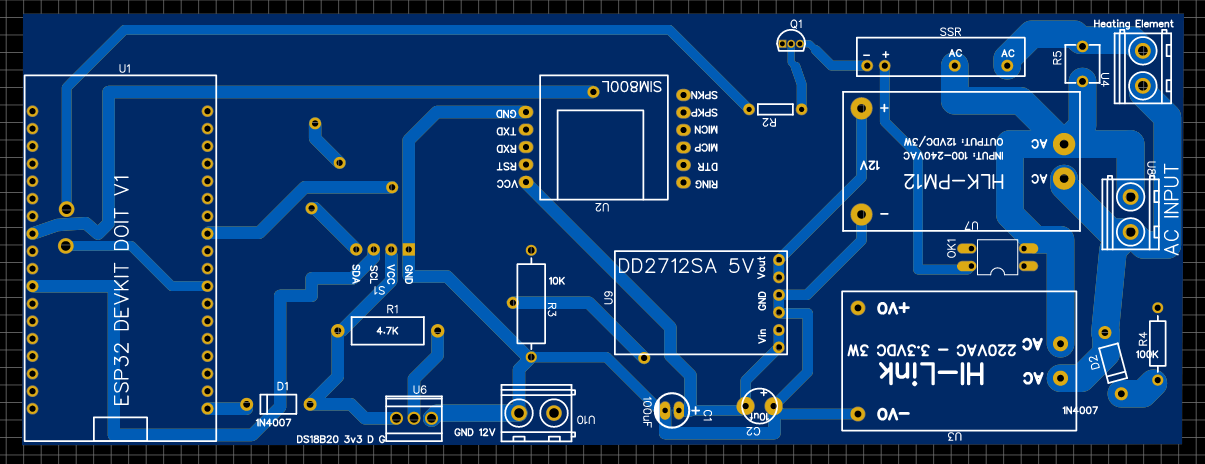 Heating Element
Q1
SSR
- +
AC
AC
R5
U4
U1
SIM800L
GND
TXD
RXD
RST
VCC
SPKN
SPKP
MICN
MICP
DTR
RING
U2
R2
+
12V
-
OUTPUT: 12VDC/3W
INPUT: 100-240VAC
HLK-PM12
AC
AC
U8
AC INPUT
U7
OK1
ESP32 DEVKIT DOIT V1
SDA
SCL
VCC
GND
S1
R1
4.7K
10K
R3
DD2712SA 5V
Vout
GND
Vin
U9
+VO
220VAC - 3.3VDC 3W
Hi-Link
-VO
AC
AC
U3
R4
100K
D2
1N4007
D1
1N4007
U6
DS18B20 3v3 D G
GND 12V
U10
100uF
+
C1
+
10uf
C2